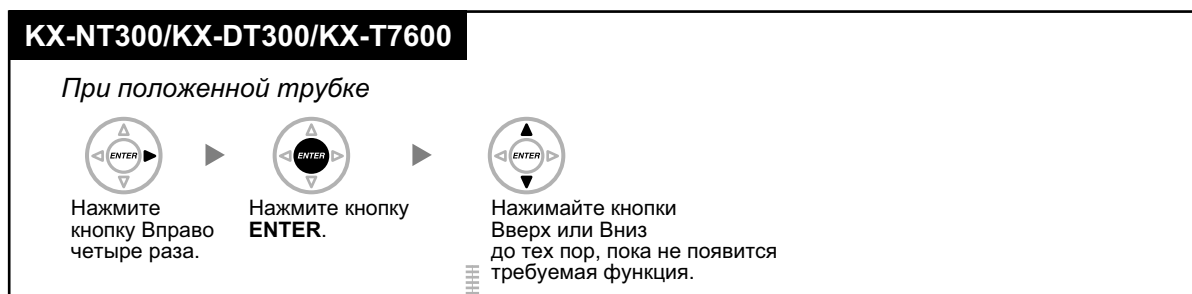 KX-NT300/KX-DT300/KX-T7600
При положенной трубке
ENTER
ENTER
ENTER
Нажмите
кнопку Вправо
четыре раза.
Нажмите кнопку
ENTER.
Нажимайте кнопки
Вверх или Вниз
до тех пор, пока не появится
требуемая функция.